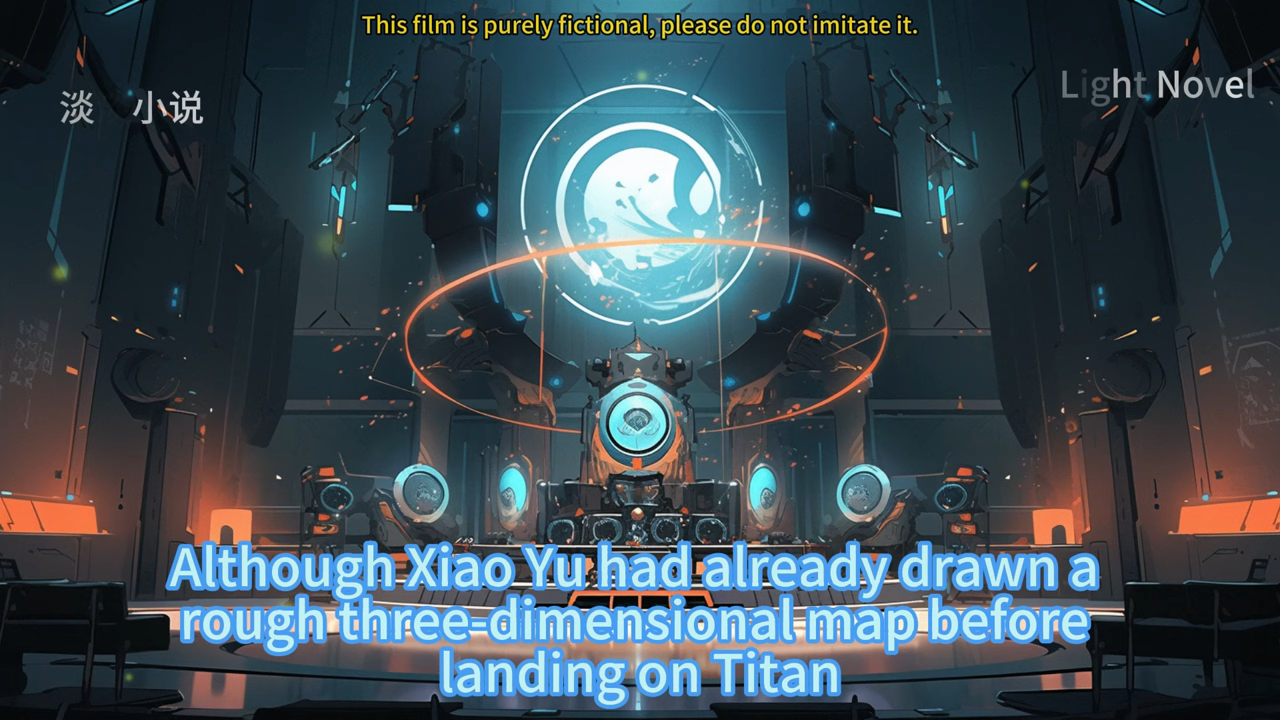 This film is purely fictional, please do not imitate it.
淡 小说
Light Novel
Although Xiao Yu had already drawn a
rough three-dimensional map before
landing on Titan